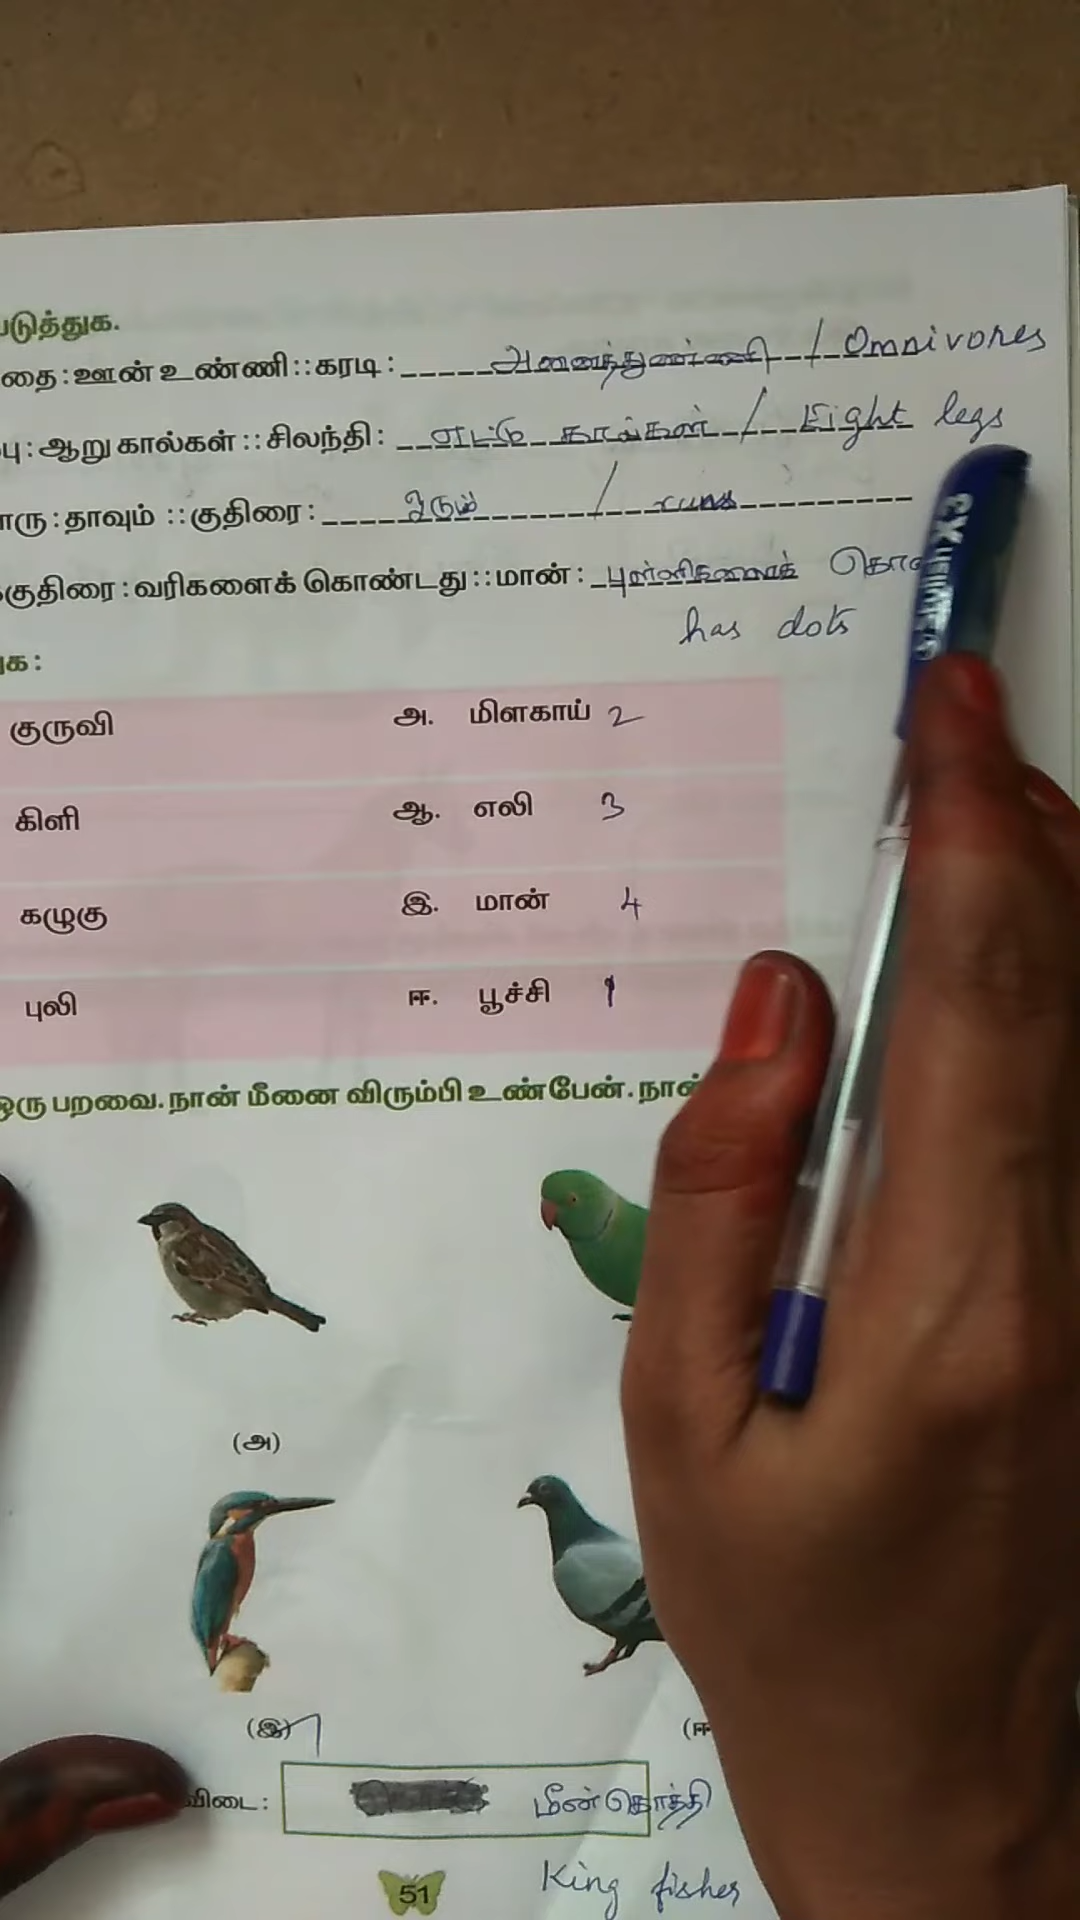 படுத்துக.
தை : ஊன் உண்ணி :: கரடி : அனைத்துண்ணி / Omnivores
பு : ஆறு கால்கள் :: சிலந்தி : எட்டு கால்கள் / Eight legs
ாரு : தாவும் :: குதிரை : ஓடும் / runs
குதிரை : வரிகளைக் கொண்டது :: மான் : புள்ளிகளைக்
has dots
ுக :
குருவி அ. மிளகாய் 2
கிளி ஆ. எலி 3
கழுகு இ. மான் 4
புலி ஈ. பூச்சி 1
ஒரு பறவை. நான் மீனை விரும்பி உண்பேன். நான்
(அ)
(இ) (ஈ
விடை : மீன்கொத்தி
51 King fisher